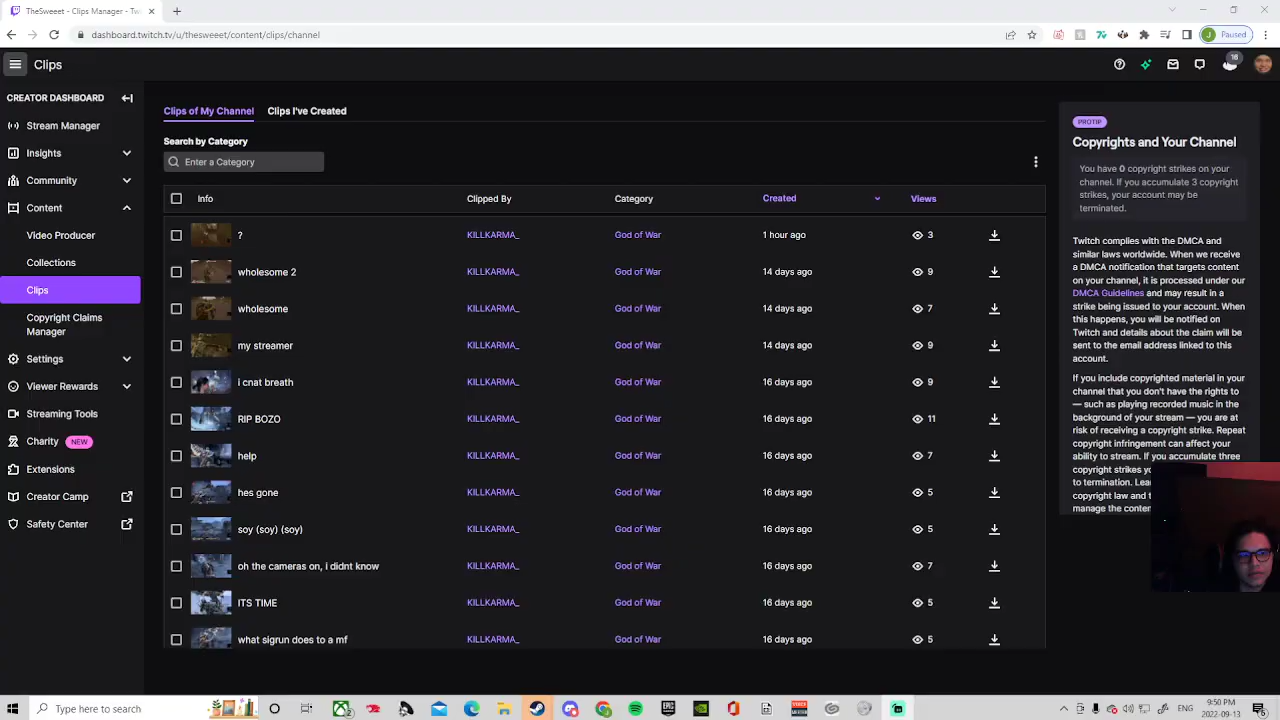 TheSweeet - Clips Manager - Tw
dashboard.twitch.tv/u/thesweeet/content/clips/channel
J Paused
Clips
18
CREATOR DASHBOARD
Stream Manager
Insights
Community
Content
Video Producer
Collections
Clips
Copyright Claims
Manager
Settings
Viewer Rewards
Streaming Tools
Charity NEW
Extensions
Creator Camp
Safety Center
Clips of My Channel Clips I've Created
Search by Category
Enter a Category
Info Clipped By Category Created Views
? KILLKARMA_ God of War 1 hour ago 3
wholesome 2 KILLKARMA_ God of War 14 days ago 9
wholesome KILLKARMA_ God of War 14 days ago 7
my streamer KILLKARMA_ God of War 14 days ago 9
i cnat breath KILLKARMA_ God of War 16 days ago 9
RIP BOZO KILLKARMA_ God of War 16 days ago 11
help KILLKARMA_ God of War 16 days ago 7
hes gone KILLKARMA_ God of War 16 days ago 5
soy (soy) (soy) KILLKARMA_ God of War 16 days ago 5
oh the cameras on, i didnt know KILLKARMA_ God of War 16 days ago 7
ITS TIME KILLKARMA_ God of War 16 days ago 5
what sigrun does to a mf KILLKARMA_ God of War 16 days ago 5
PROTIP
Copyrights and Your Channel
You have 0 copyright strikes on your
channel. If you accumulate 3 copyright
strikes, your account may be
terminated.
Twitch complies with the DMCA and
similar laws worldwide. When we receive
a DMCA notification that targets content
on your channel, it is processed under our
DMCA Guidelines and may result in a
strike being issued to your account. When
this happens, you will be notified on
Twitch and details about the claim will be
sent to the email address linked to this
account.
If you include copyrighted material in your
channel that you don't have the rights to
— such as playing recorded music in the
background of your stream — you are at
risk of receiving a copyright strike. Repeat
copyright infringement can affect your
ability to stream. If you accumulate three
copyright strikes yo
to termination. Lea
copyright law and t
manage the conten
Type here to search
EPIC
ENG
9:50 PM
2022-09-13